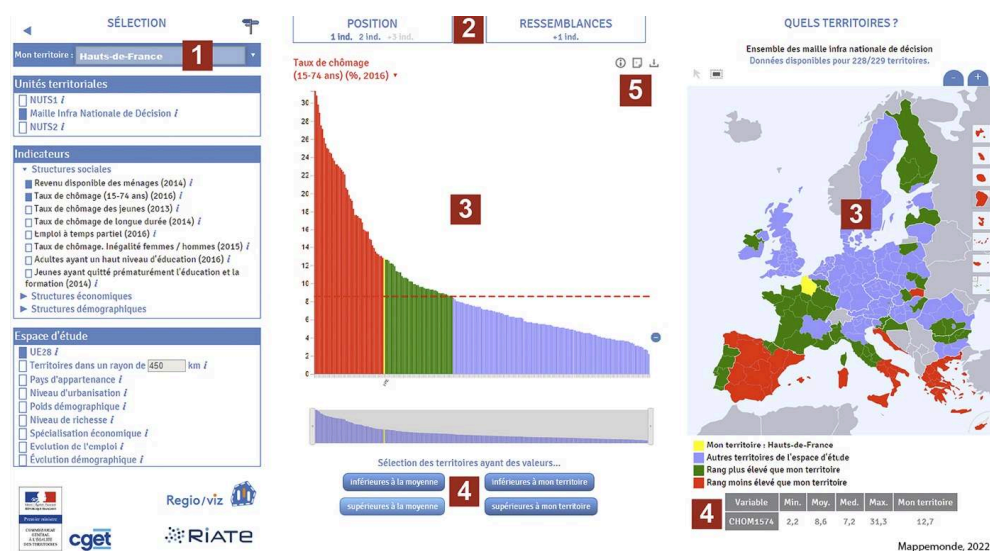 SÉLECTION
Mon territoire : Hauts-de-France
1
Unités territoriales
NUTS1 i
Maille Infra Nationale de Décision i
NUTS2 i
Indicateurs
Structures sociales
Revenu disponible des ménages (2014) i
Taux de chômage (15-74 ans) (2016) i
Taux de chômage des jeunes (2013) i
Taux de chômage de longue durée (2014) i
Emploi à temps partiel (2016) i
Taux de chômage. Inégalité femmes / hommes (2015) i
Acultes ayant un haut niveau d'éducation (2016) i
Jeunes ayant quitté prématurément l'éducation et la
formation (2014) i
Structures économiques
Structures démographiques
Espace d'étude
UE28 i
Territoires dans un rayon de 450 km i
Pays d'appartenance i
Niveau d'urbanisation i
Poids démographique i
Niveau de richesse i
Spécialisation économique i
Evolution de l'emploi i
Évolution démographique i
Premier ministre
COMMISSARIAT
GÉNÉRAL
À L'ÉGALITÉ
DES TERRITOIRES
cget
Regio/viz
RIATE
POSITION
1 ind. 2 ind. +3 ind.
2
RESSEMBLANCES
+1 ind.
Taux de chômage
(15-74 ans) (%, 2016)
5
30
28
26
24
22
20
18
16
14
12
10
8
6
4
2
0
3
Sélection des territoires ayant des valeurs...
inférieures à la moyenne
inférieures à mon territoire
4
supérieures à la moyenne
supérieures à mon territoire
QUELS TERRITOIRES ?
Ensemble des maille infra nationale de décision
Données disponibles pour 228/229 territoires.
- +
3
Mon territoire : Hauts-de-France
Autres territoires de l'espace d'étude
Rang plus élevé que mon territoire
Rang moins élevé que mon territoire
4
Variable Min. Moy. Med. Max. Mon territoire
CHOM1574 2,2 8,6 7,2 31,3 12,7
Mappemonde, 2022